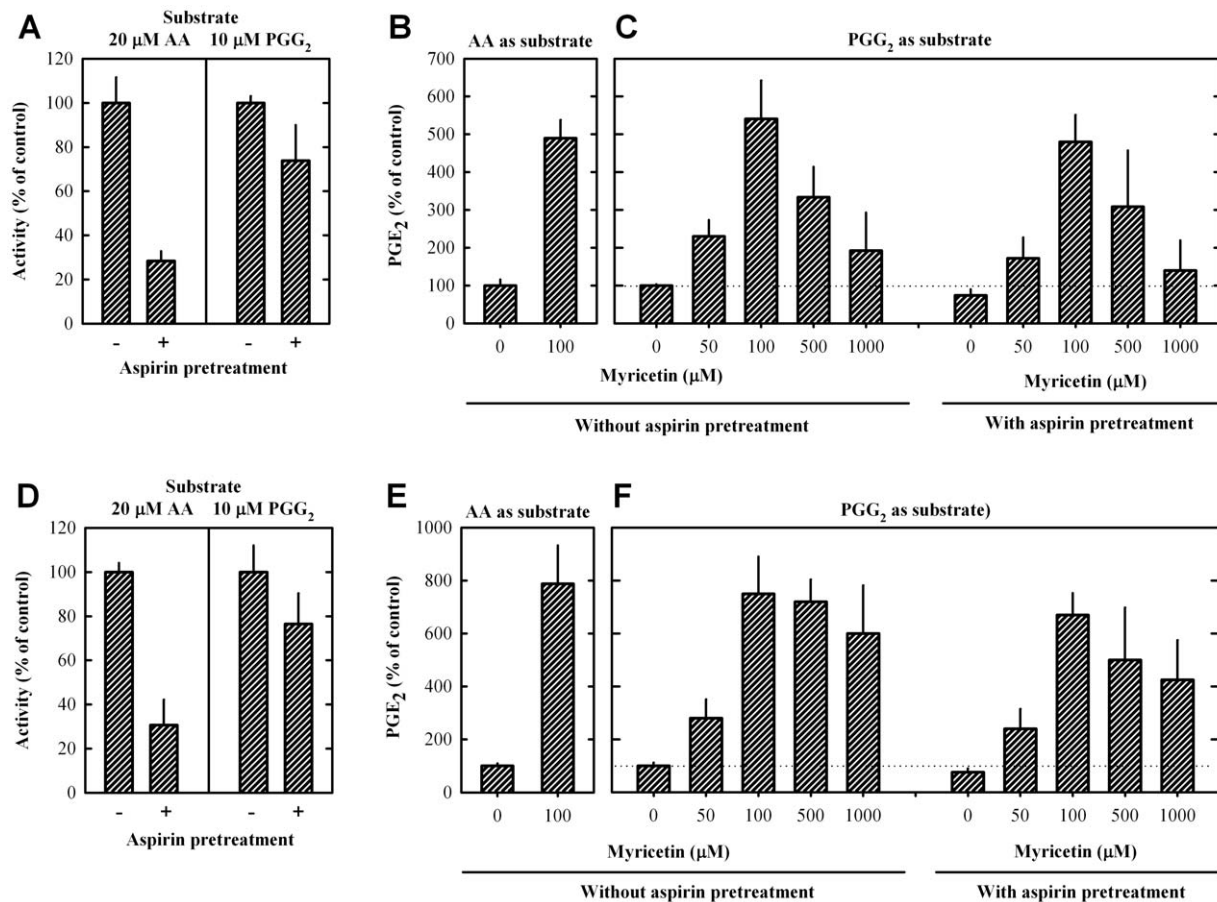 A
Substrate
20 μM AA 10 μM PGG2
Activity (% of control)
120
100
80
60
40
20
0
- + - +
Aspirin pretreatment
B
AA as substrate
PGE2 (% of control)
700
600
500
400
300
200
100
0
0 100
C
PGG2 as substrate
0 50 100 500 1000 0 50 100 500 1000
Myricetin (μM) Myricetin (μM)
Without aspirin pretreatment With aspirin pretreatment
D
Substrate
20 μM AA 10 μM PGG2
Activity (% of control)
120
100
80
60
40
20
0
- + - +
Aspirin pretreatment
E
AA as substrate
PGE2 (% of control)
1000
800
600
400
200
0
0 100
F
PGG2 as substrate)
0 50 100 500 1000 0 50 100 500 1000
Myricetin (μM) Myricetin (μM)
Without aspirin pretreatment With aspirin pretreatment